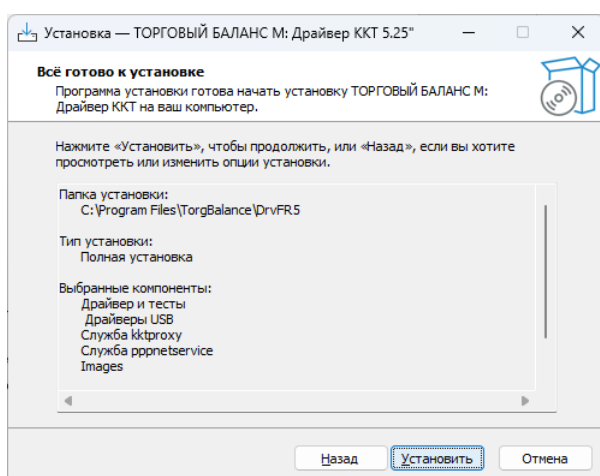 Установка — ТОРГОВЫЙ БАЛАНС М: Драйвер ККТ 5.25"
Всё готово к установке
Программа установки готова начать установку ТОРГОВЫЙ БАЛАНС М:
Драйвер ККТ на ваш компьютер.
Нажмите «Установить», чтобы продолжить, или «Назад», если вы хотите
просмотреть или изменить опции установки.
Папка установки:
C:\Program Files\TorgBalance\DrvFR5
Тип установки:
Полная установка
Выбранные компоненты:
Драйвер и тесты
Драйверы USB
Служба kktproxy
Служба pppnetservice
Images
Назад
Установить
Отмена